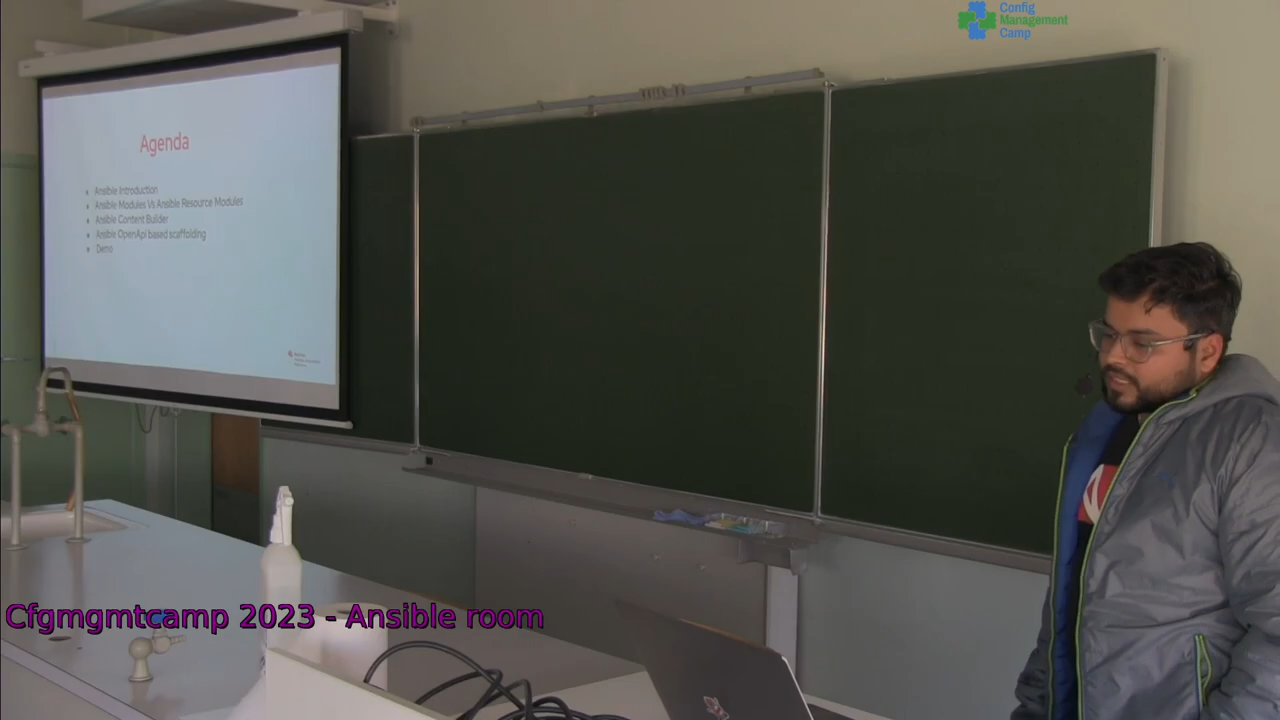 Config
Management
Camp
Agenda
Ansible Introduction
Ansible Modules Vs Ansible Resource Modules
Ansible Content Builder
Ansible OpenApi based scaffolding
Demo
Cfgmgmtcamp 2023 - Ansible room